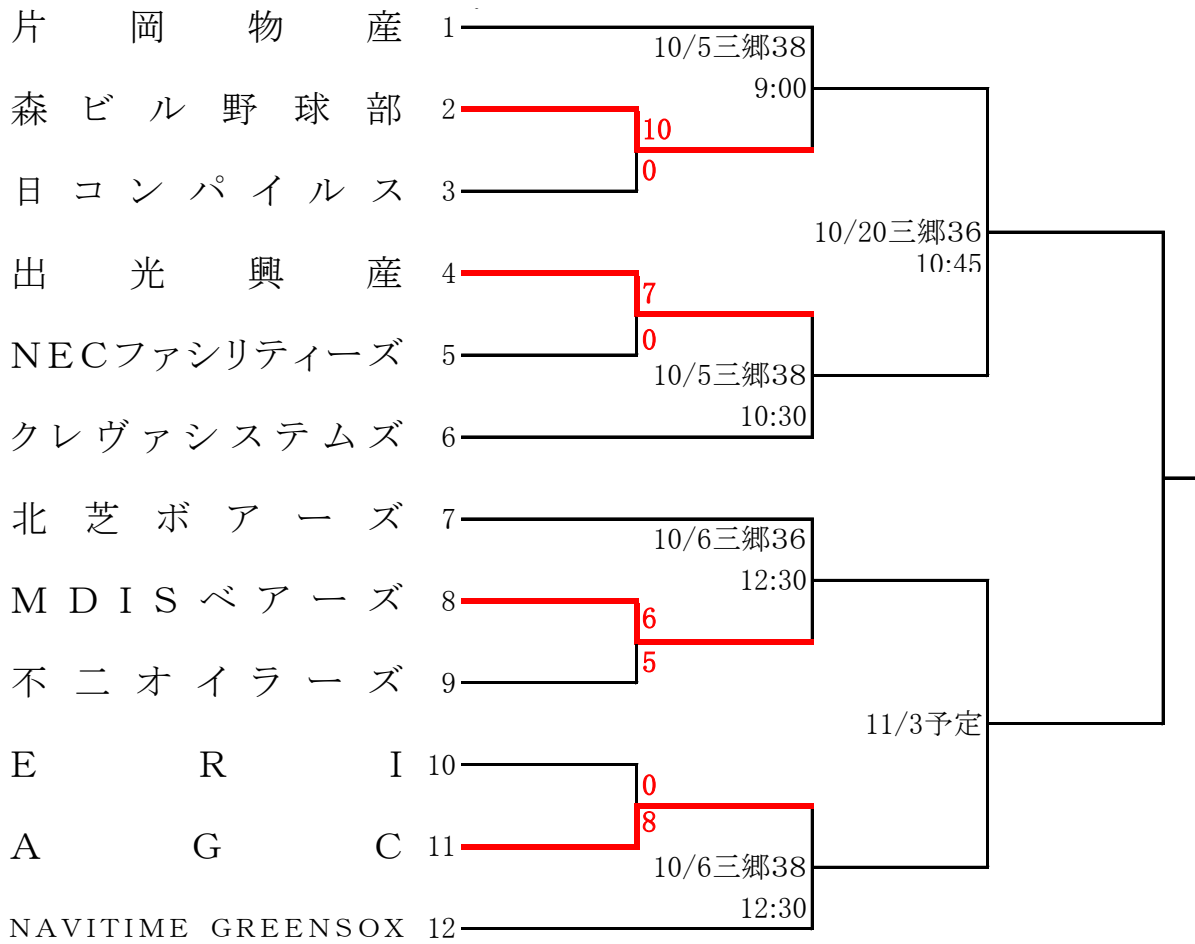 片岡物産 1
10/5三郷38
9:00
森ビル野球部 2
10
0
日コンパイルス 3
10/20三郷36
10:45
出光興産 4
7
0
NECファシリティーズ 5
10/5三郷38
10:30
クレヴァシステムズ 6
北芝ボアーズ 7
10/6三郷36
12:30
MDISベアーズ 8
6
5
不二オイラーズ 9
11/3予定
ERI 10
0
8
AGC 11
10/6三郷38
12:30
NAVITIME GREENSOX 12